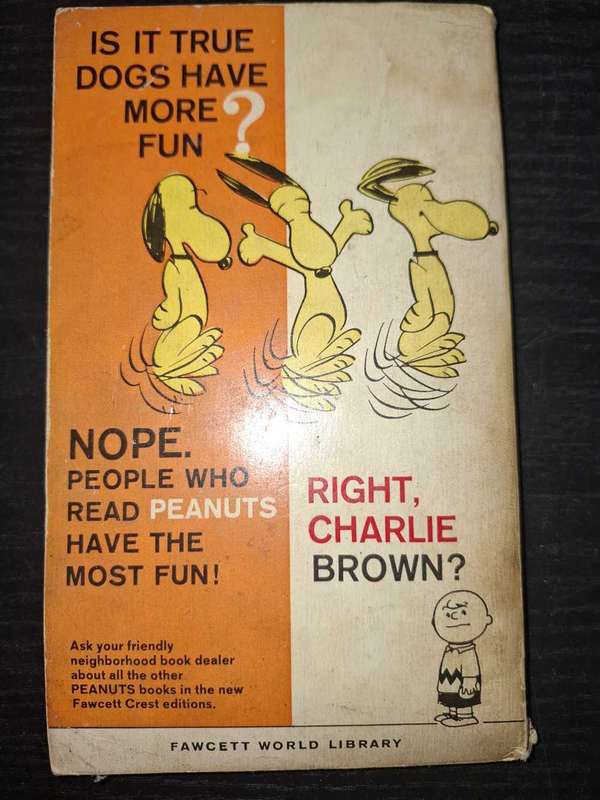 IS IT TRUE
DOGS HAVE
MORE ?
FUN
NOPE.
PEOPLE WHO
READ PEANUTS
HAVE THE
MOST FUN!
RIGHT,
CHARLIE
BROWN?
Ask your friendly
neighborhood book dealer
about all the other
PEANUTS books in the new
Fawcett Crest editions.
FAWCETT WORLD LIBRARY